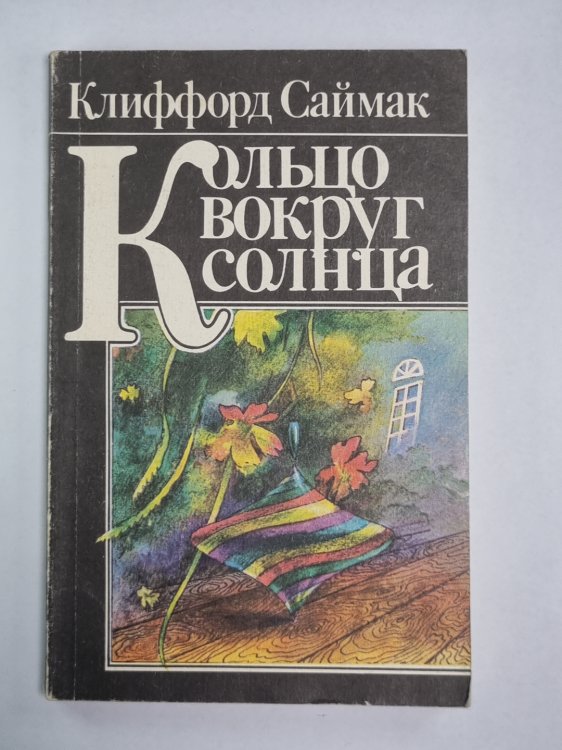 Клиффорд Саймак
Кольцо
вокруг
солнца